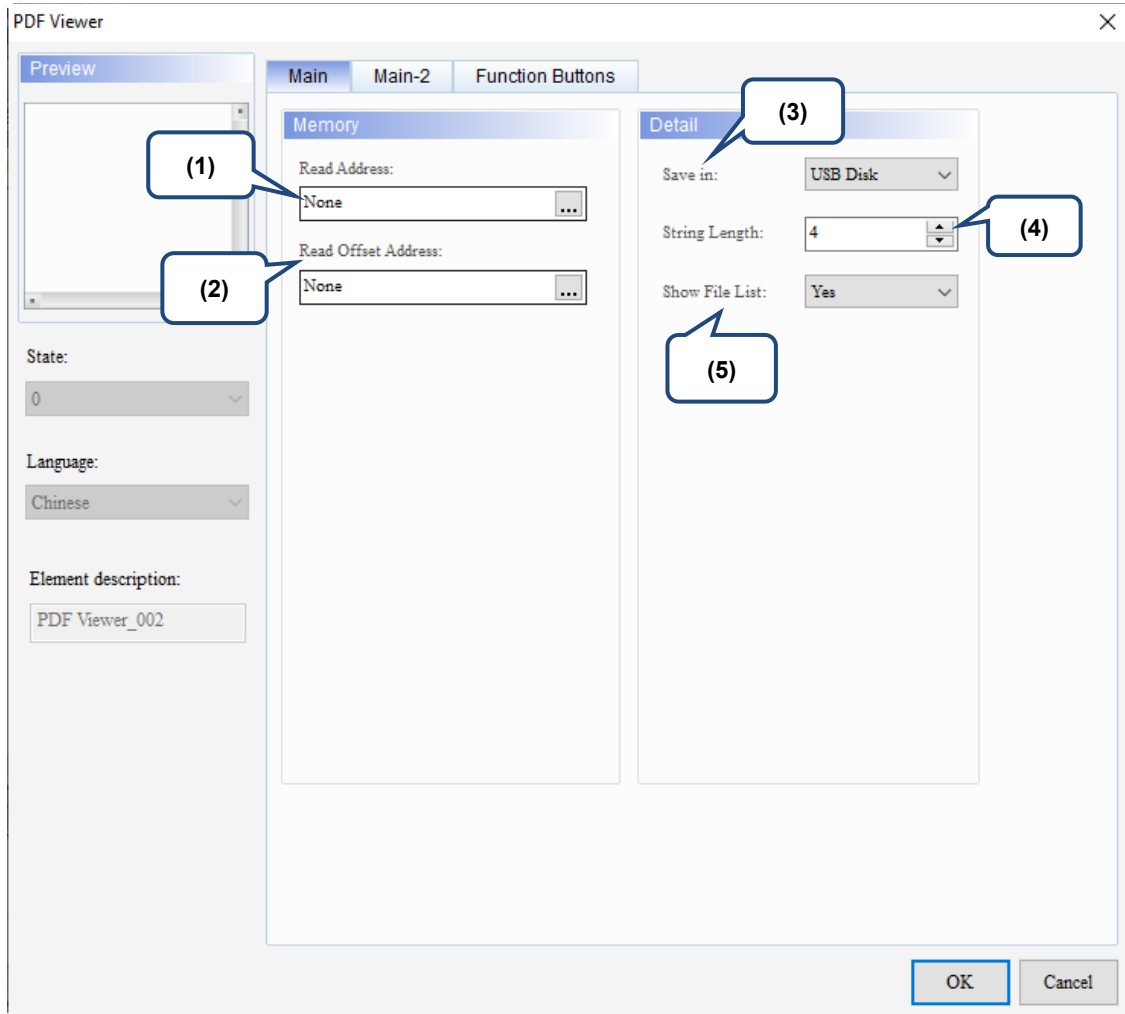 PDF Viewer
Preview
Main
Main-2
Function Buttons
Memory
Detail
(1)
(2)
(3)
(4)
(5)
Read Address:
None
...
Read Offset Address:
None
...
Save in:
USB Disk
String Length:
4
Show File List:
Yes
State:
0
Language:
Chinese
Element description:
PDF Viewer_002
OK
Cancel